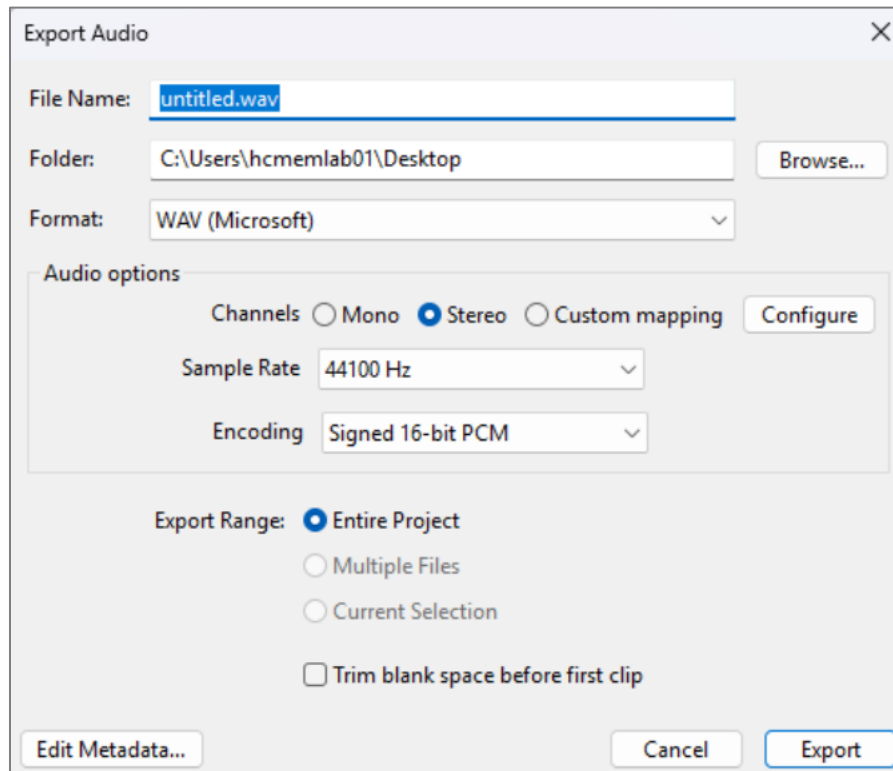 Export Audio
File Name: untitled.wav
Folder: C:\Users\hcmemlab01\Desktop Browse...
Format: WAV (Microsoft)
Audio options
Channels Mono Stereo Custom mapping Configure
Sample Rate 44100 Hz
Encoding Signed 16-bit PCM
Export Range: Entire Project
Multiple Files
Current Selection
Trim blank space before first clip
Edit Metadata... Cancel Export